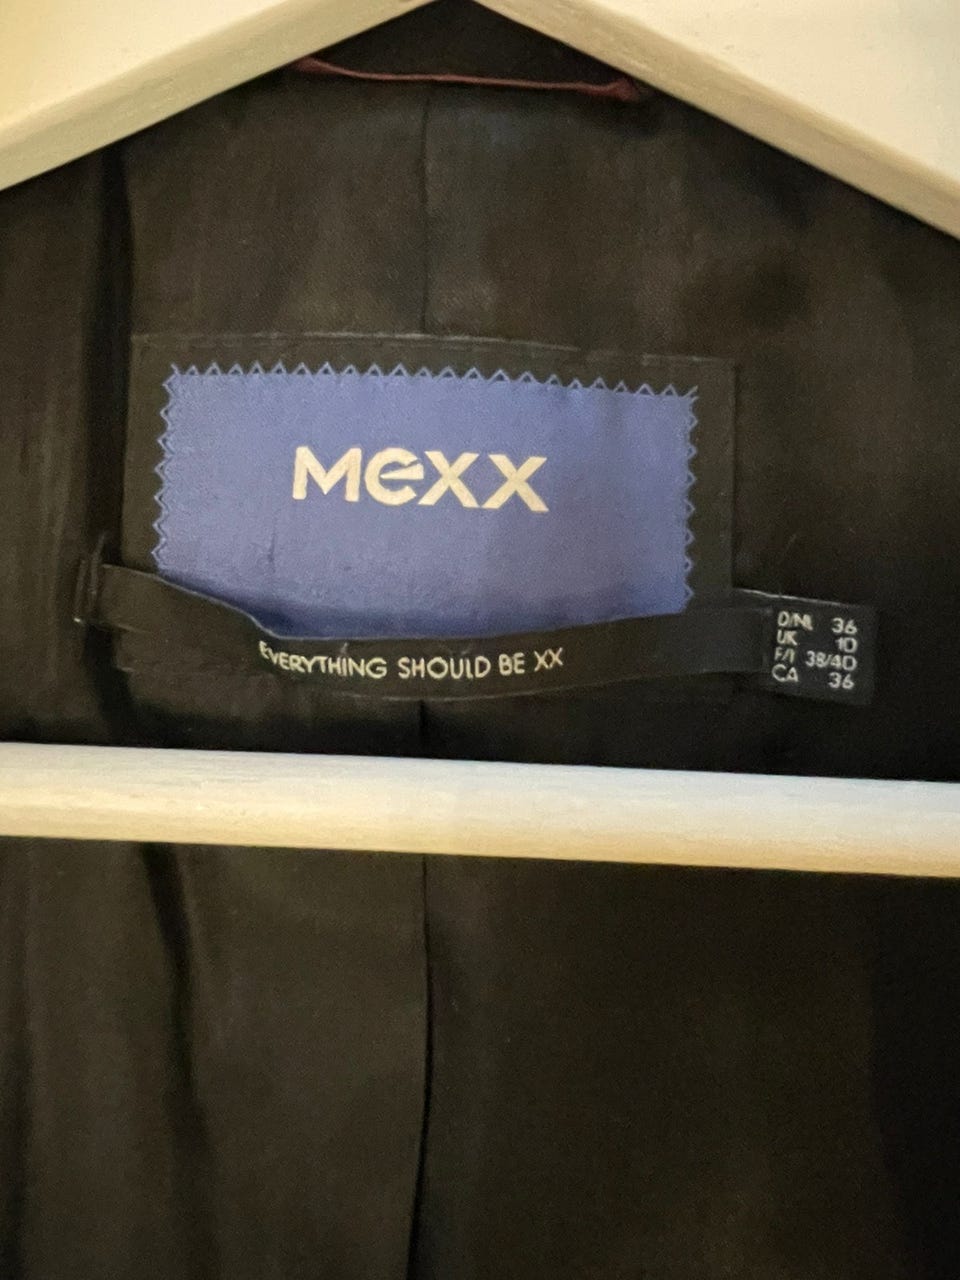 Mexx
EVERYTHING SHOULD BE XX
D/NL 36
UK 10
F/I 38/40
CA 36